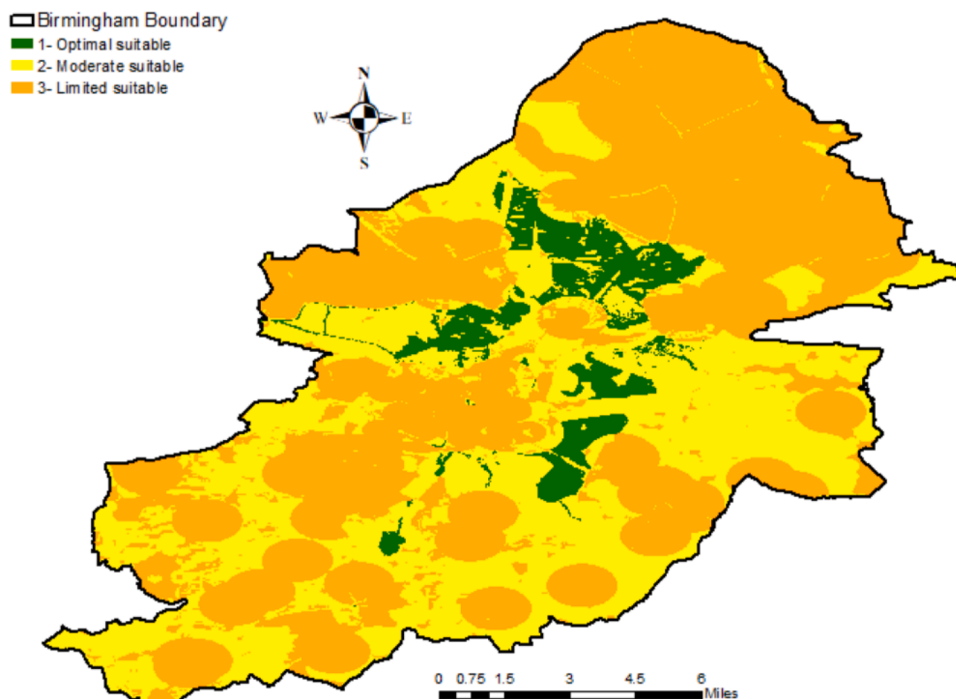 Birmingham Boundary
1- Optimal suitable
2- Moderate suitable
3- Limited suitable
N
W E
S
0 0.75 1.5 3 4.5 6
Miles